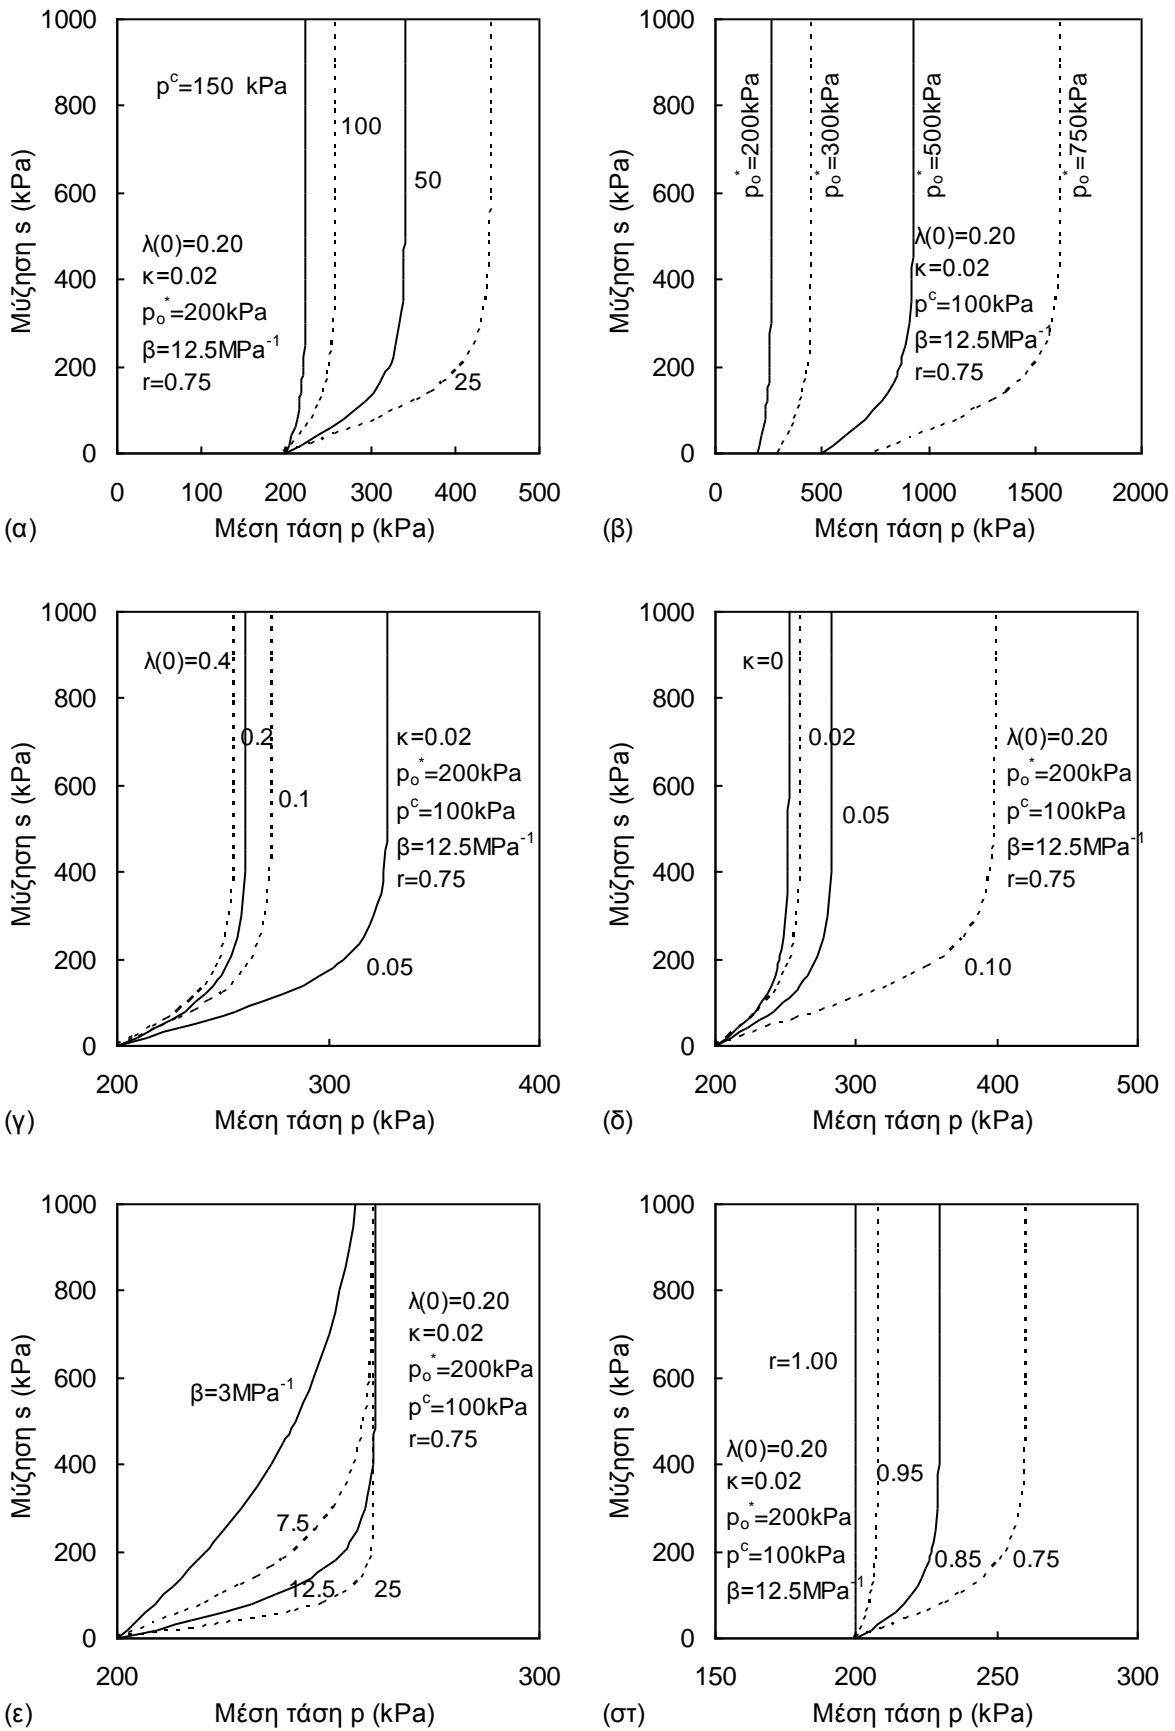 1000
800
600
400
200
0
Μύζηση s (kPa)
p^c=150 kPa
100
50
25
λ(0)=0.20
κ=0.02
p_o^*=200kPa
β=12.5MPa^-1
r=0.75
0 100 200 300 400 500
(α) Μέση τάση p (kPa)
1000
800
600
400
200
0
Μύζηση s (kPa)
p_o^*=200kPa
p_o^*=300kPa
p_o^*=500kPa
p_o^*=750kPa
λ(0)=0.20
κ=0.02
p^c=100kPa
β=12.5MPa^-1
r=0.75
0 500 1000 1500 2000
(β) Μέση τάση p (kPa)
1000
800
600
400
200
0
Μύζηση s (kPa)
λ(0)=0.4
0.2
0.1
0.05
κ=0.02
p_o^*=200kPa
p^c=100kPa
β=12.5MPa^-1
r=0.75
200 300 400
(γ) Μέση τάση p (kPa)
1000
800
600
400
200
0
Μύζηση s (kPa)
κ=0
0.02
0.05
0.10
λ(0)=0.20
p_o^*=200kPa
p^c=100kPa
β=12.5MPa^-1
r=0.75
200 300 400 500
(δ) Μέση τάση p (kPa)
1000
800
600
400
200
0
Μύζηση s (kPa)
β=3MPa^-1
7.5
12.5
25
λ(0)=0.20
κ=0.02
p_o^*=200kPa
p^c=100kPa
r=0.75
200 300
(ε) Μέση τάση p (kPa)
1000
800
600
400
200
0
Μύζηση s (kPa)
r=1.00
0.95
0.85
0.75
λ(0)=0.20
κ=0.02
p_o^*=200kPa
p^c=100kPa
β=12.5MPa^-1
150 200 250 300
(στ) Μέση τάση p (kPa)